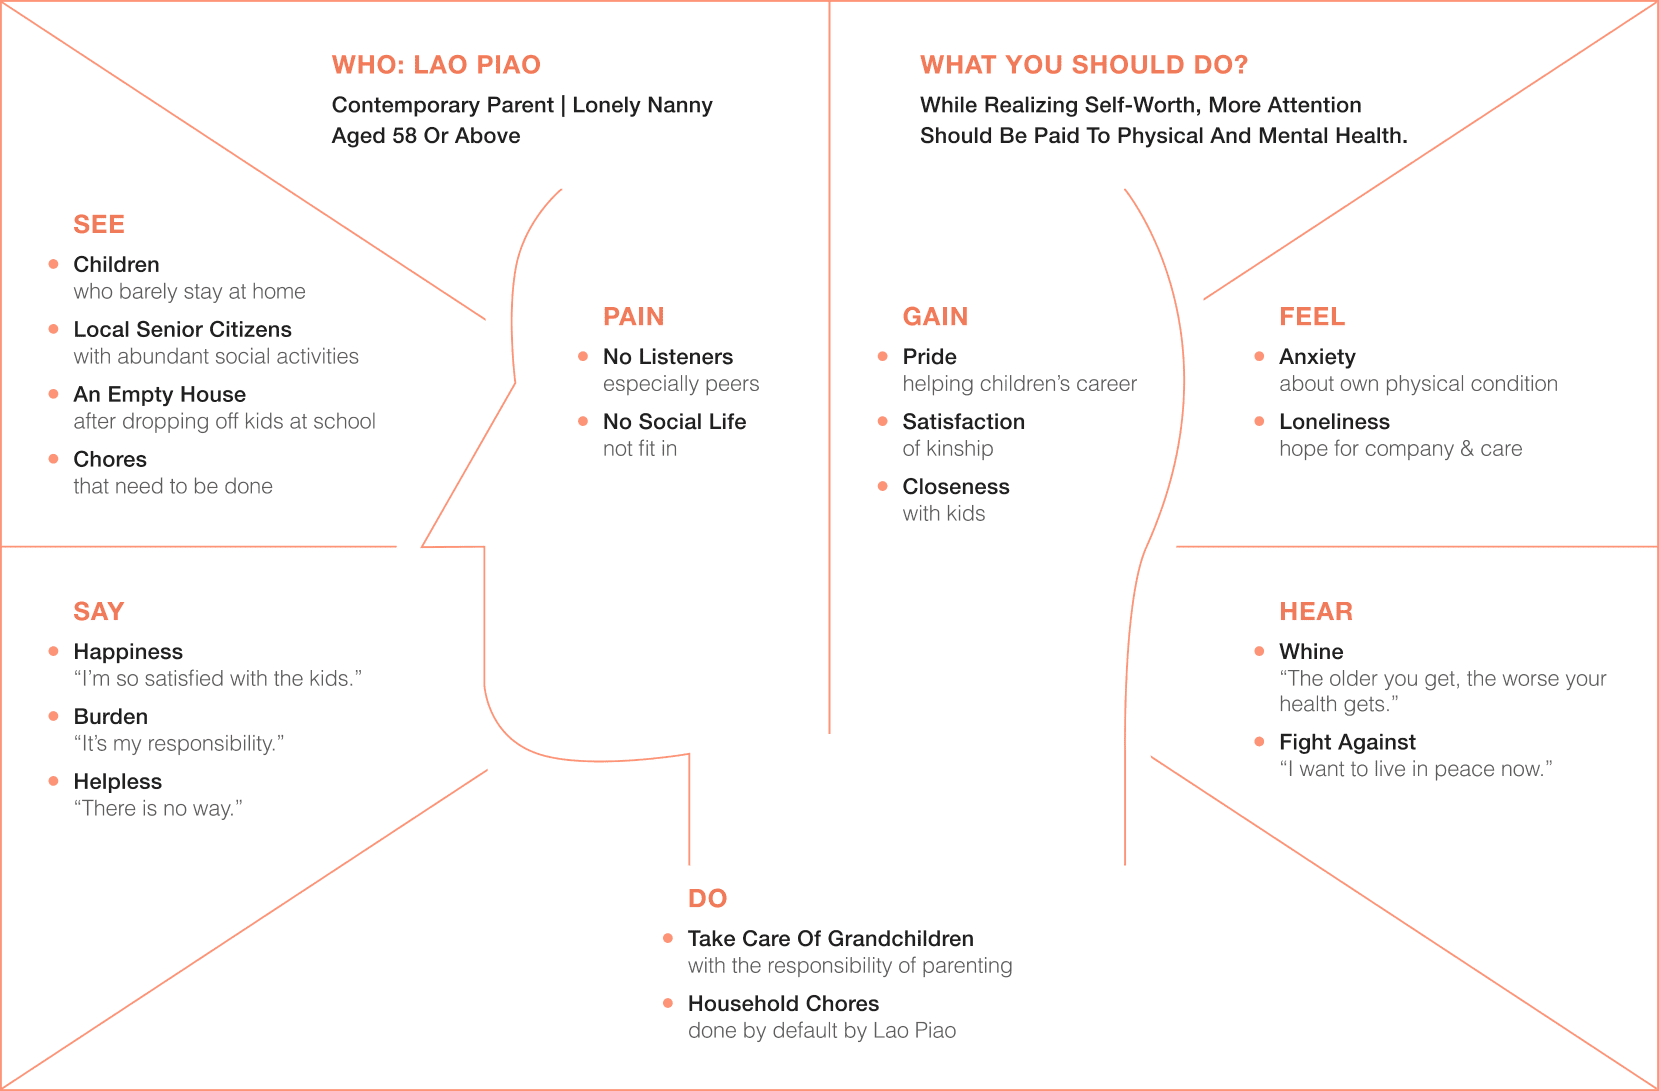 WHO: LAO PIAO
Contemporary Parent | Lonely Nanny
Aged 58 Or Above
WHAT YOU SHOULD DO?
While Realizing Self-Worth, More Attention
Should Be Paid To Physical And Mental Health.
SEE
Children
who barely stay at home
Local Senior Citizens
with abundant social activities
An Empty House
after dropping off kids at school
Chores
that need to be done
PAIN
No Listeners
especially peers
No Social Life
not fit in
GAIN
Pride
helping children’s career
Satisfaction
of kinship
Closeness
with kids
FEEL
Anxiety
about own physical condition
Loneliness
hope for company & care
SAY
Happiness
“I’m so satisfied with the kids.”
Burden
“It’s my responsibility.”
Helpless
“There is no way.”
HEAR
Whine
“The older you get, the worse your
health gets.”
Fight Against
“I want to live in peace now.”
DO
Take Care Of Grandchildren
with the responsibility of parenting
Household Chores
done by default by Lao Piao